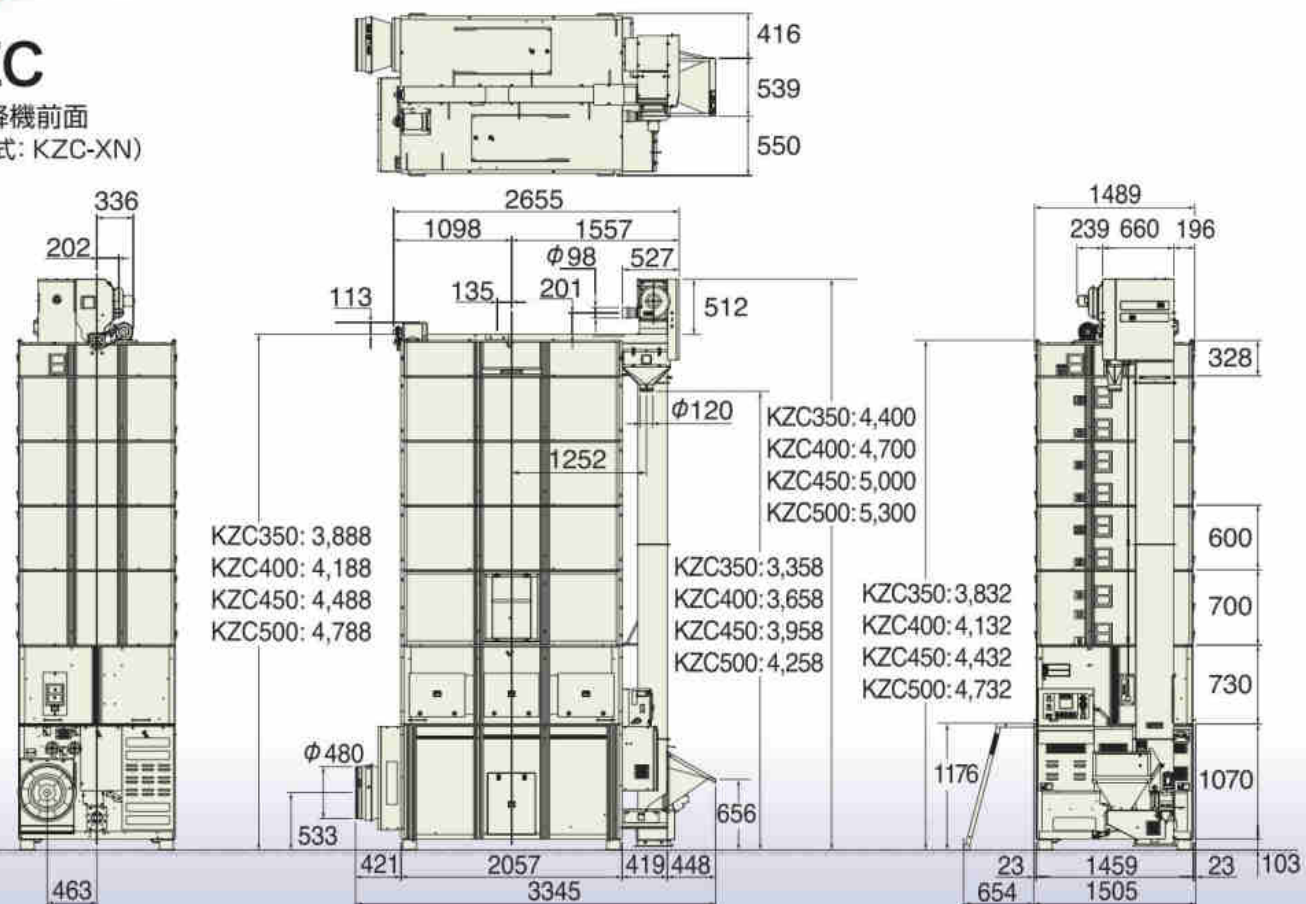 C
降機前面
式: KZC-XN)
416
539
550
336
202
2655
1098
1557
φ98
527
113
135
201
512
1489
239
660
196
328
φ120
1252
KZC350:4,400
KZC400:4,700
KZC450:5,000
KZC500:5,300
KZC350: 3,888
KZC400: 4,188
KZC450: 4,488
KZC500: 4,788
KZC350:3,358
KZC400:3,658
KZC450:3,958
KZC500:4,258
KZC350:3,832
KZC400:4,132
KZC450:4,432
KZC500:4,732
600
700
730
φ480
533
656
1176
1070
421
2057
419
448
23
1459
23
103
463
3345
654
1505